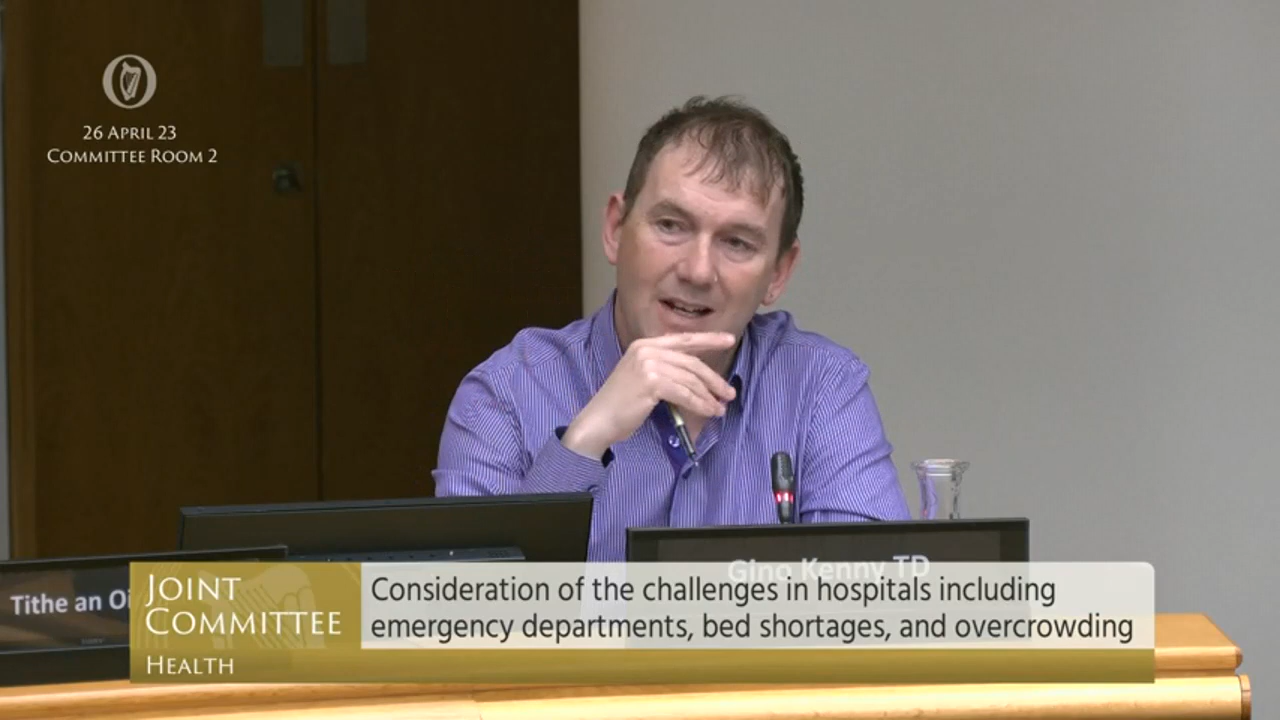 26 April 23
Committee Room 2
Gino Kenny TD
Tithe an Oi
Joint
Committee
Health
Consideration of the challenges in hospitals including
emergency departments, bed shortages, and overcrowding